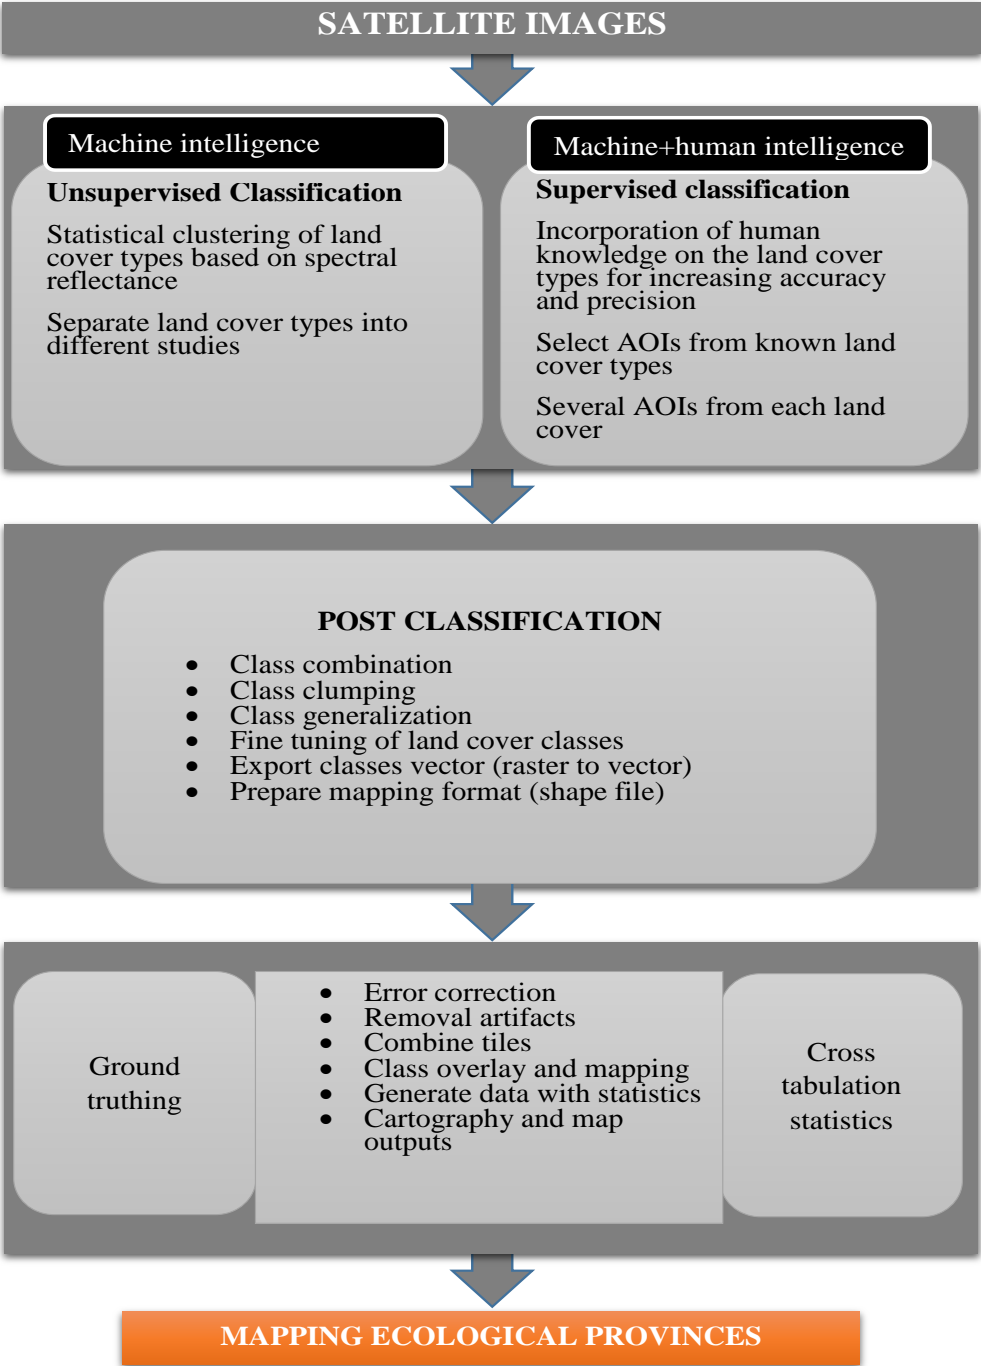 SATELLITE IMAGES
Machine intelligence
Unsupervised Classification
Statistical clustering of land
cover types based on spectral
reflectance
Separate land cover types into
different studies
Machine+human intelligence
Supervised classification
Incorporation of human
knowledge on the land cover
types for increasing accuracy
and precision
Select AOIs from known land
cover types
Several AOIs from each land
cover
POST CLASSIFICATION
• Class combination
• Class clumping
• Class generalization
• Fine tuning of land cover classes
• Export classes vector (raster to vector)
• Prepare mapping format (shape file)
Ground
truthing
• Error correction
• Removal artifacts
• Combine tiles
• Class overlay and mapping
• Generate data with statistics
• Cartography and map
outputs
Cross
tabulation
statistics
MAPPING ECOLOGICAL PROVINCES